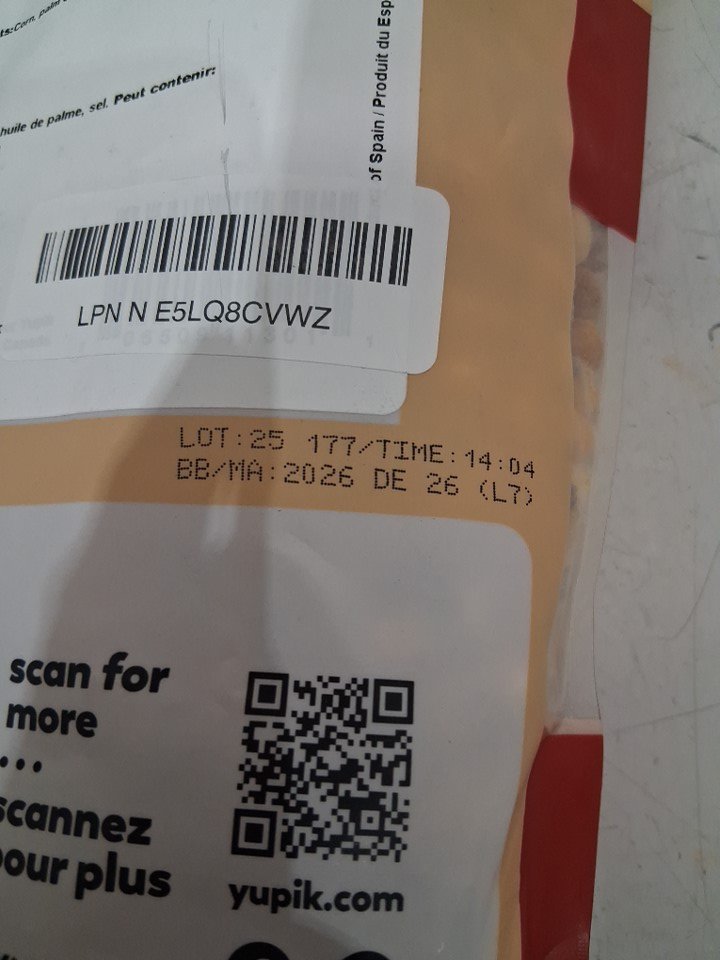 ts: Corn, palm
huile de palme, sel. Peut contenir:
of Spain / Produit du Esp
LPN N E5LQ8CVWZ
LOT:25 177/TIME:14:04
BB/MA:2026 DE 26 (L7)
scan for
more
...
scannez
pour plus
yupik.com